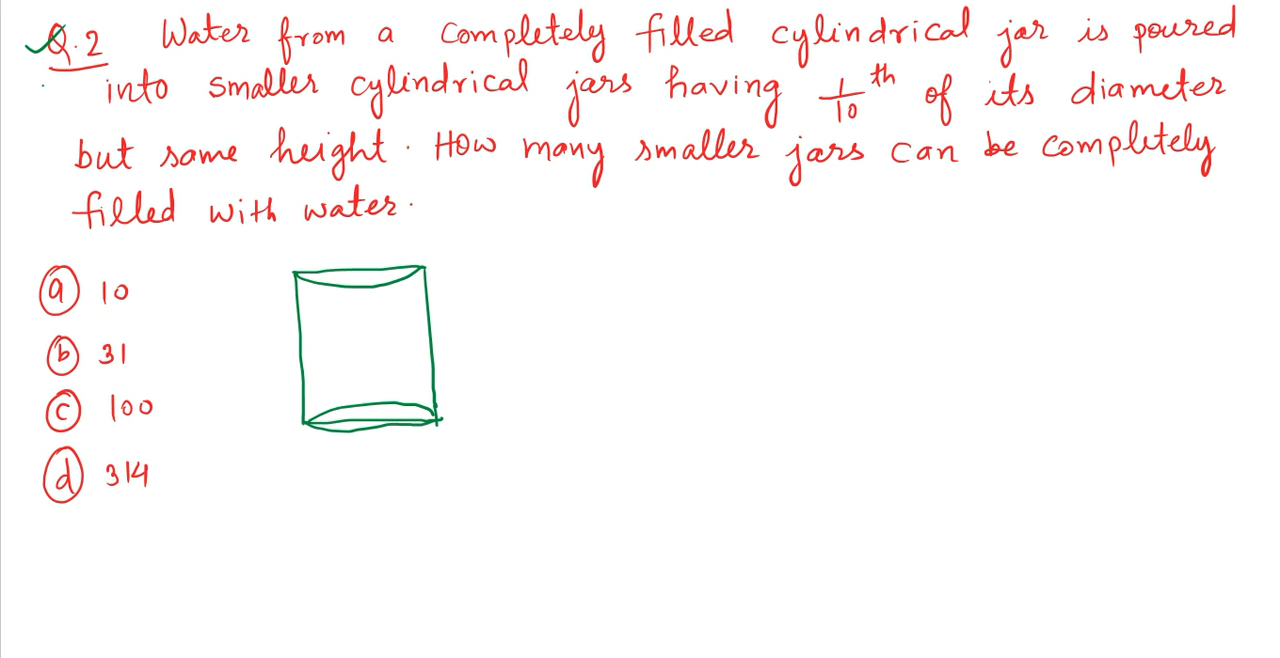 Q.2 Water from a completely filled cylindrical jar is poured
into smaller cylindrical jars having 1/10 th of its diameter
but same height. How many smaller jars can be completely
filled with water.
(a) 10
(b) 31
(c) 100
(d) 314